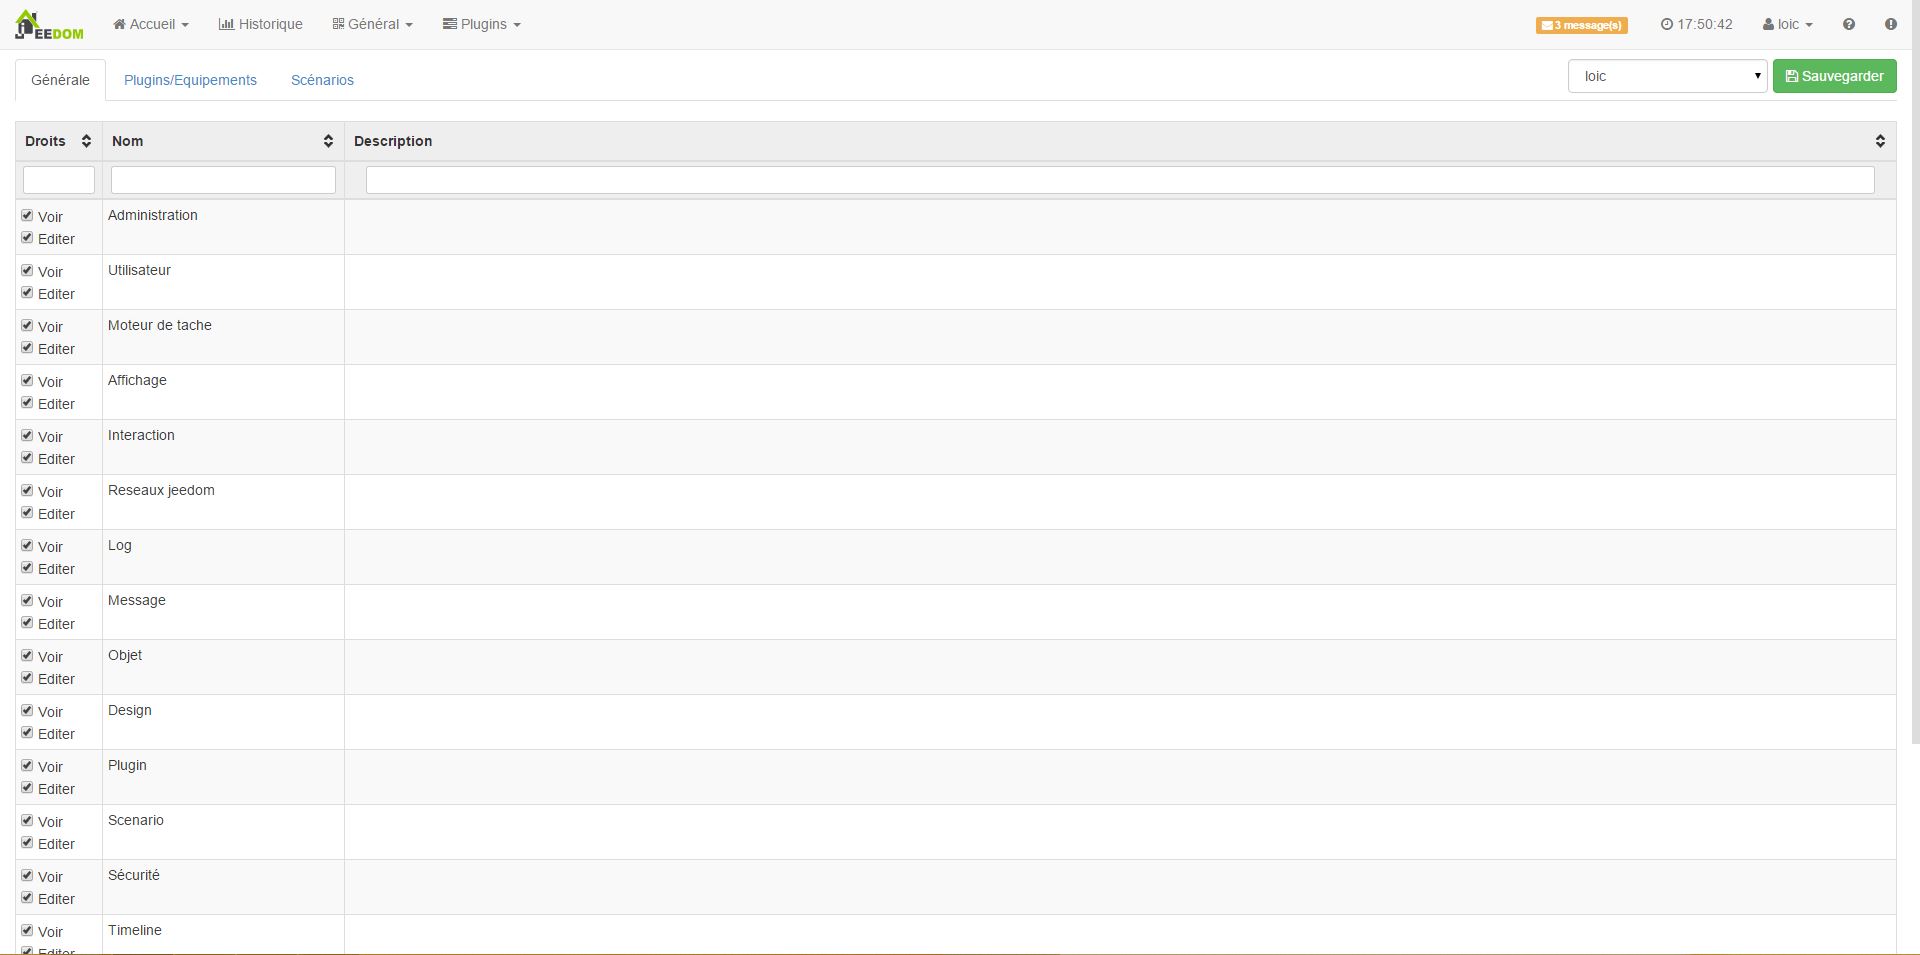 JEEDOM Accueil Historique Général Plugins 3 message(s) 17:50:42 loic
Générale Plugins/Equipements Scénarios loic Sauvegarder
Droits Nom Description
Voir Administration
Editer
Voir Utilisateur
Editer
Voir Moteur de tache
Editer
Voir Affichage
Editer
Voir Interaction
Editer
Voir Reseaux jeedom
Editer
Voir Log
Editer
Voir Message
Editer
Voir Objet
Editer
Voir Design
Editer
Voir Plugin
Editer
Voir Scenario
Editer
Voir Sécurité
Editer
Voir Timeline
Editer